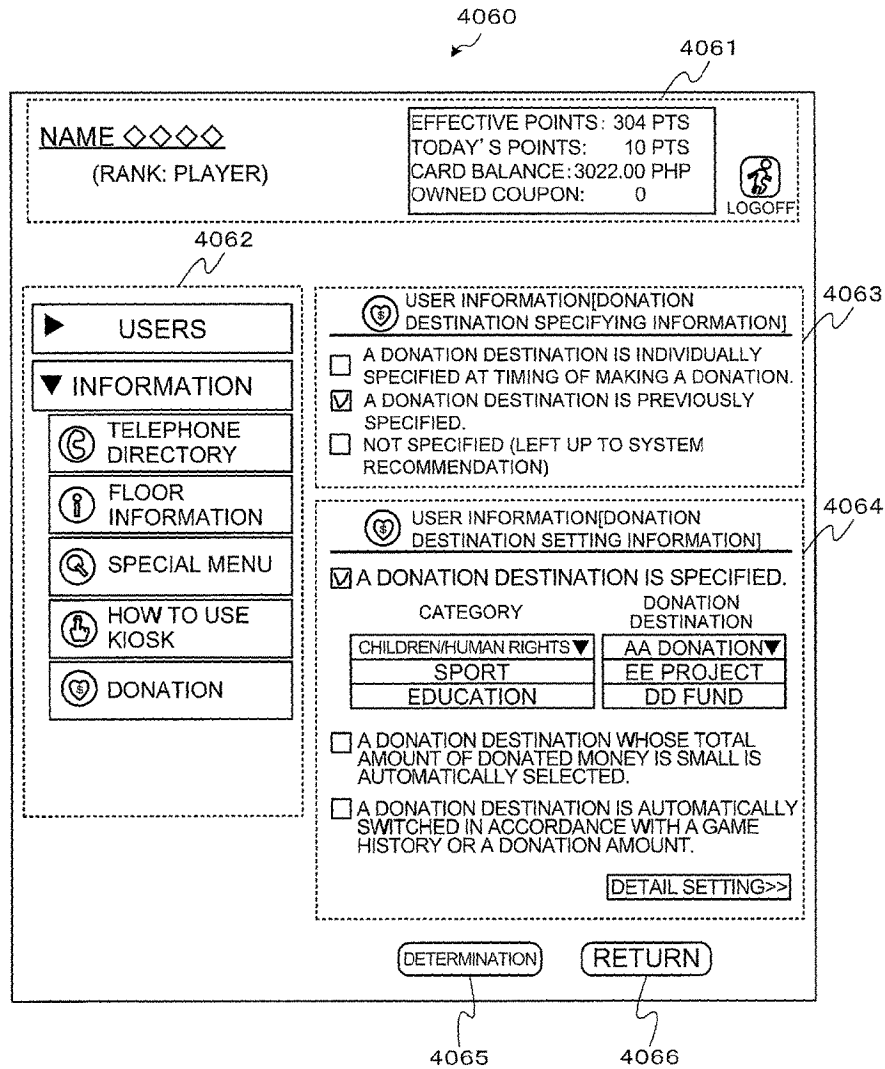 4060
4061
NAME ◇◇◇◇
(RANK: PLAYER)
EFFECTIVE POINTS: 304 PTS
TODAY'S POINTS: 10 PTS
CARD BALANCE:3022.00 PHP
OWNED COUPON: 0
LOGOFF
4062
▶ USERS
▼ INFORMATION
TELEPHONE
DIRECTORY
FLOOR
INFORMATION
SPECIAL MENU
HOW TO USE
KIOSK
DONATION
4063
USER INFORMATION[DONATION
DESTINATION SPECIFYING INFORMATION]
A DONATION DESTINATION IS INDIVIDUALLY
SPECIFIED AT TIMING OF MAKING A DONATION.
A DONATION DESTINATION IS PREVIOUSLY
SPECIFIED.
NOT SPECIFIED (LEFT UP TO SYSTEM
RECOMMENDATION)
4064
USER INFORMATION[DONATION
DESTINATION SETTING INFORMATION]
A DONATION DESTINATION IS SPECIFIED.
CATEGORY
DONATION
DESTINATION
CHILDREN/HUMAN RIGHTS▼ AA DONATION▼
SPORT EE PROJECT
EDUCATION DD FUND
A DONATION DESTINATION WHOSE TOTAL
AMOUNT OF DONATED MONEY IS SMALL IS
AUTOMATICALLY SELECTED.
A DONATION DESTINATION IS AUTOMATICALLY
SWITCHED IN ACCORDANCE WITH A GAME
HISTORY OR A DONATION AMOUNT.
DETAIL SETTING>>
DETERMINATION RETURN
4065 4066